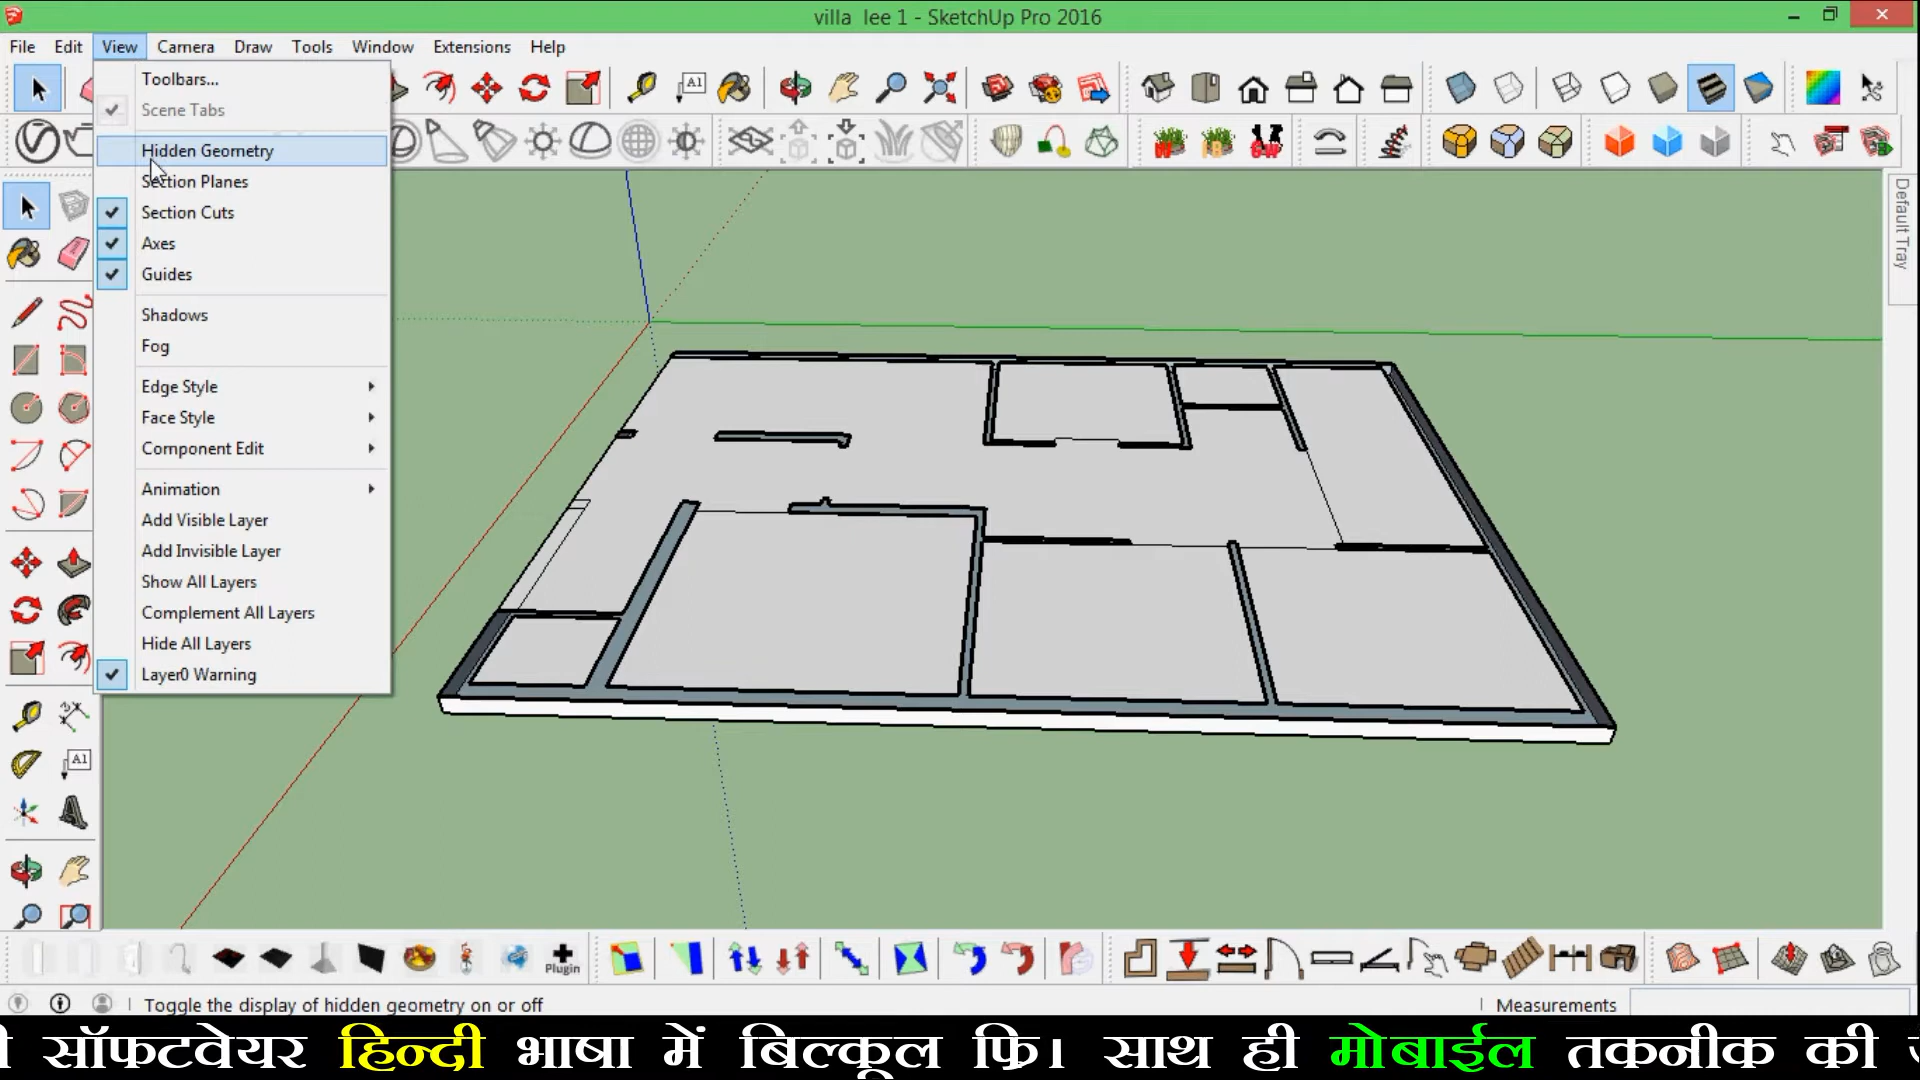 villa lee 1 - SketchUp Pro 2016
File Edit View Camera Draw Tools Window Extensions Help
Toolbars...
Scene Tabs
Hidden Geometry
Section Planes
Section Cuts
Axes
Guides
Shadows
Fog
Edge Style
Face Style
Component Edit
Animation
Add Visible Layer
Add Invisible Layer
Show All Layers
Complement All Layers
Hide All Layers
Layer0 Warning
A1
A1
Default Tray
Plugin
Toggle the display of hidden geometry on or off
Measurements
सॉफटवेयर हिन्दी भाषा में बिल्कूल फ्रि। साथ ही मोबाईल तकनीक की